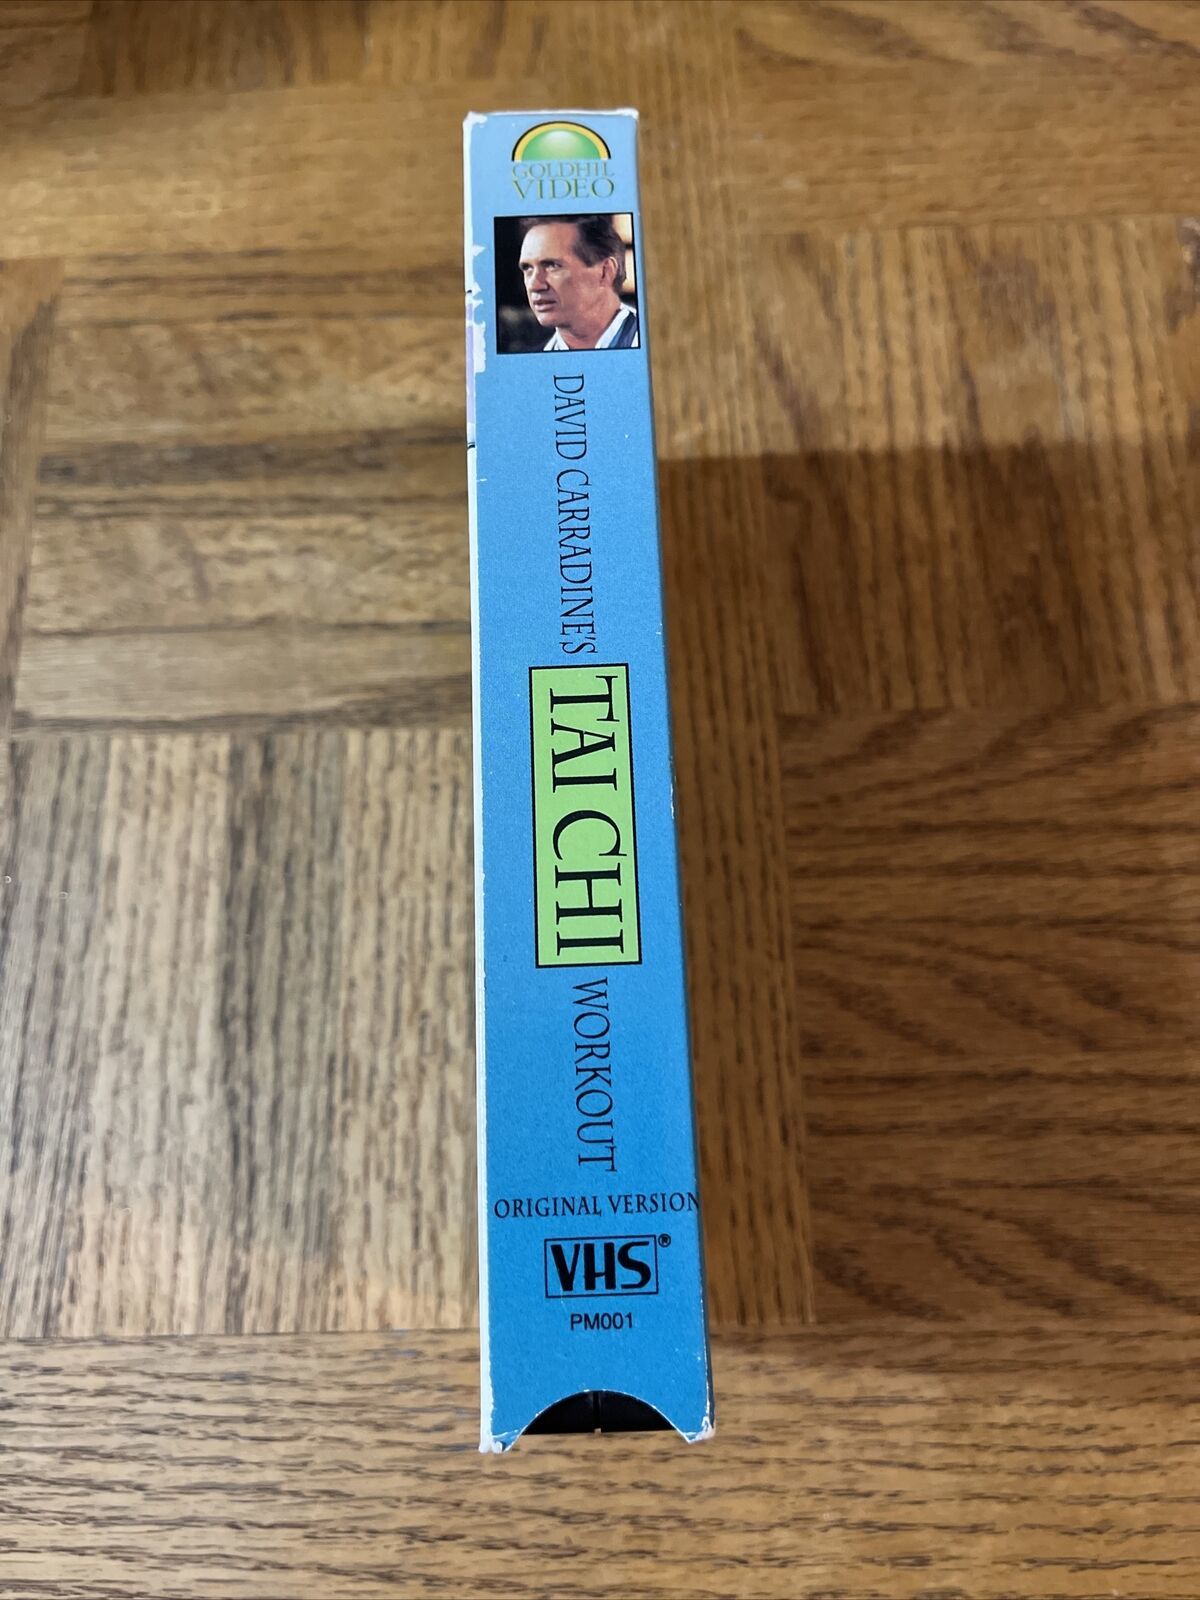 GOLDHIL
VIDEO
DAVID CARRADINE'S
TAI CHI
WORKOUT
ORIGINAL VERSION
VHS®
PM001